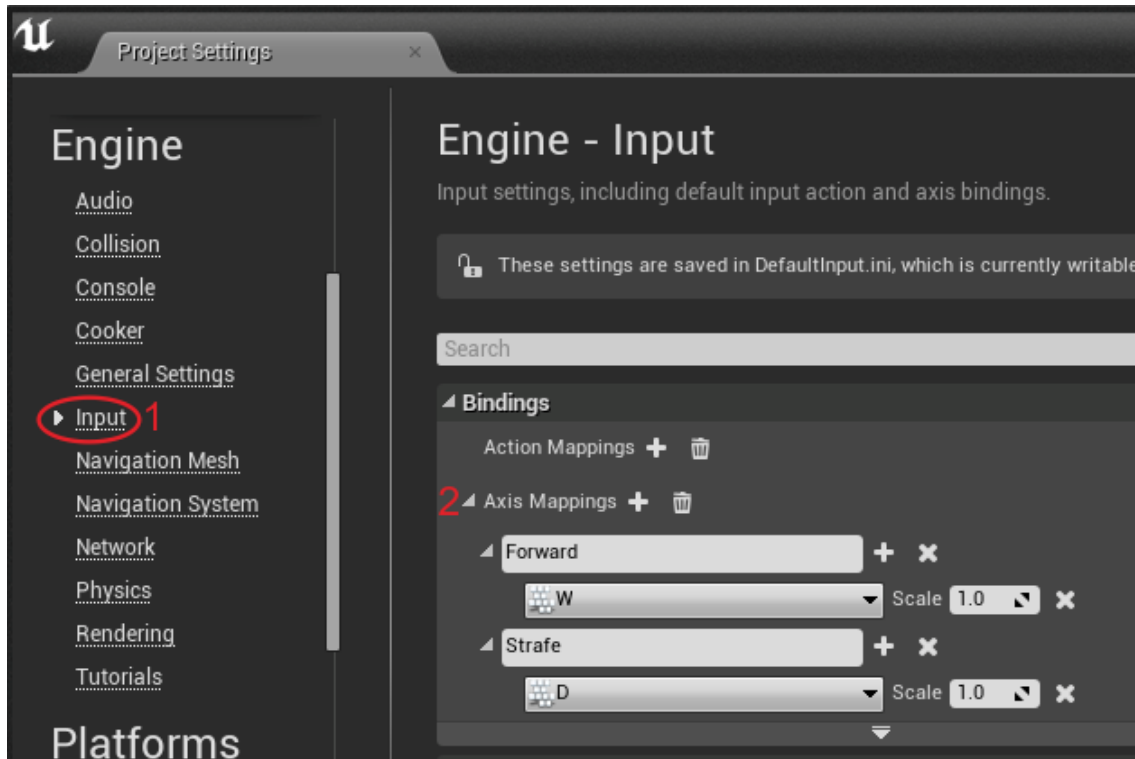 Project Settings
Engine
Audio
Collision
Console
Cooker
General Settings
Input 1
Navigation Mesh
Navigation System
Network
Physics
Rendering
Tutorials
Platforms
Engine - Input
Input settings, including default input action and axis bindings.
These settings are saved in DefaultInput.ini, which is currently writable
Search
Bindings
Action Mappings
2 Axis Mappings
Forward
W Scale 1.0
Strafe
D Scale 1.0